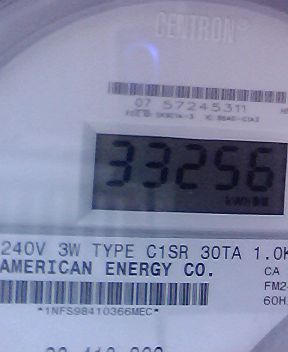 CENTRON
07 57245311
33256
kWh
240V 3W TYPE C1SR 30TA 1.0K
AMERICAN ENERGY CO.
CA
FM2
60H
*1NFS98410366MEC*